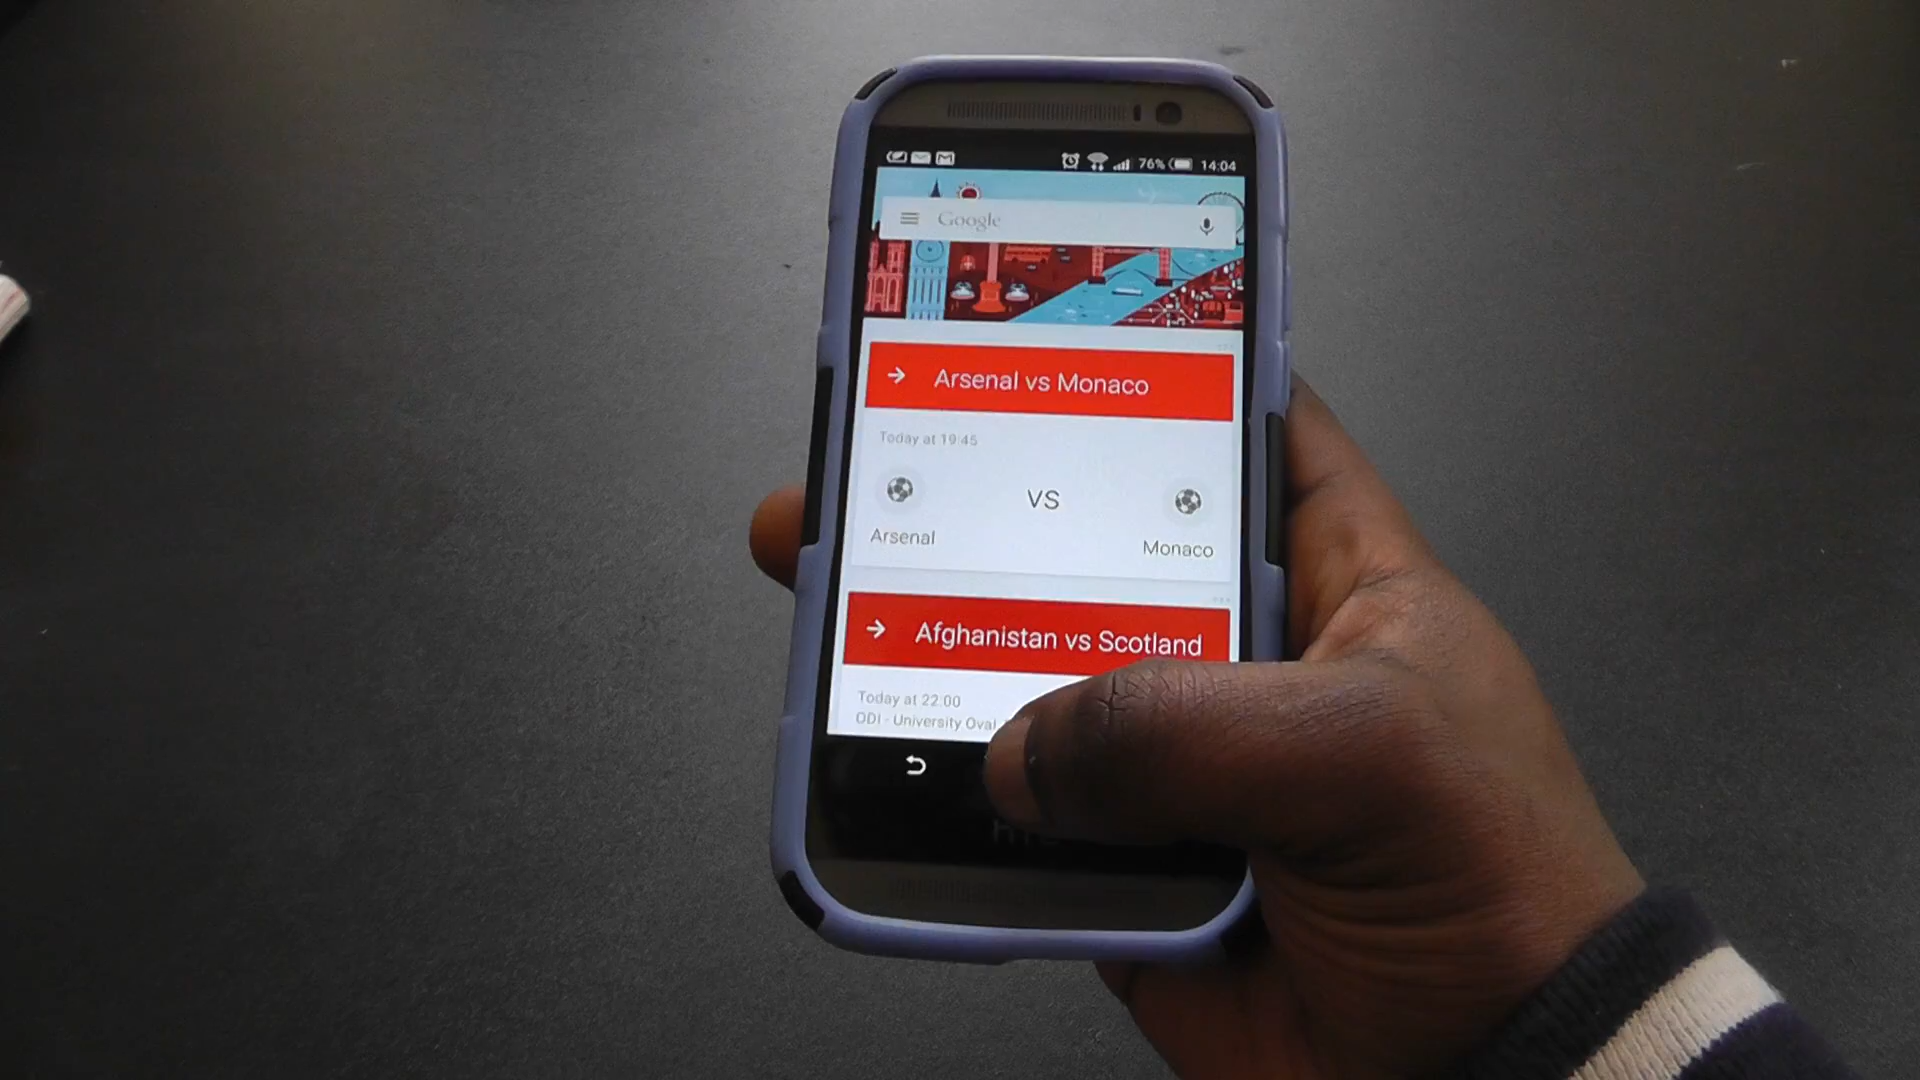 76% 14:04
Google
Arsenal vs Monaco
Today at 19:45
VS
Arsenal
Monaco
Afghanistan vs Scotland
Today at 22:00
ODI - University Oval